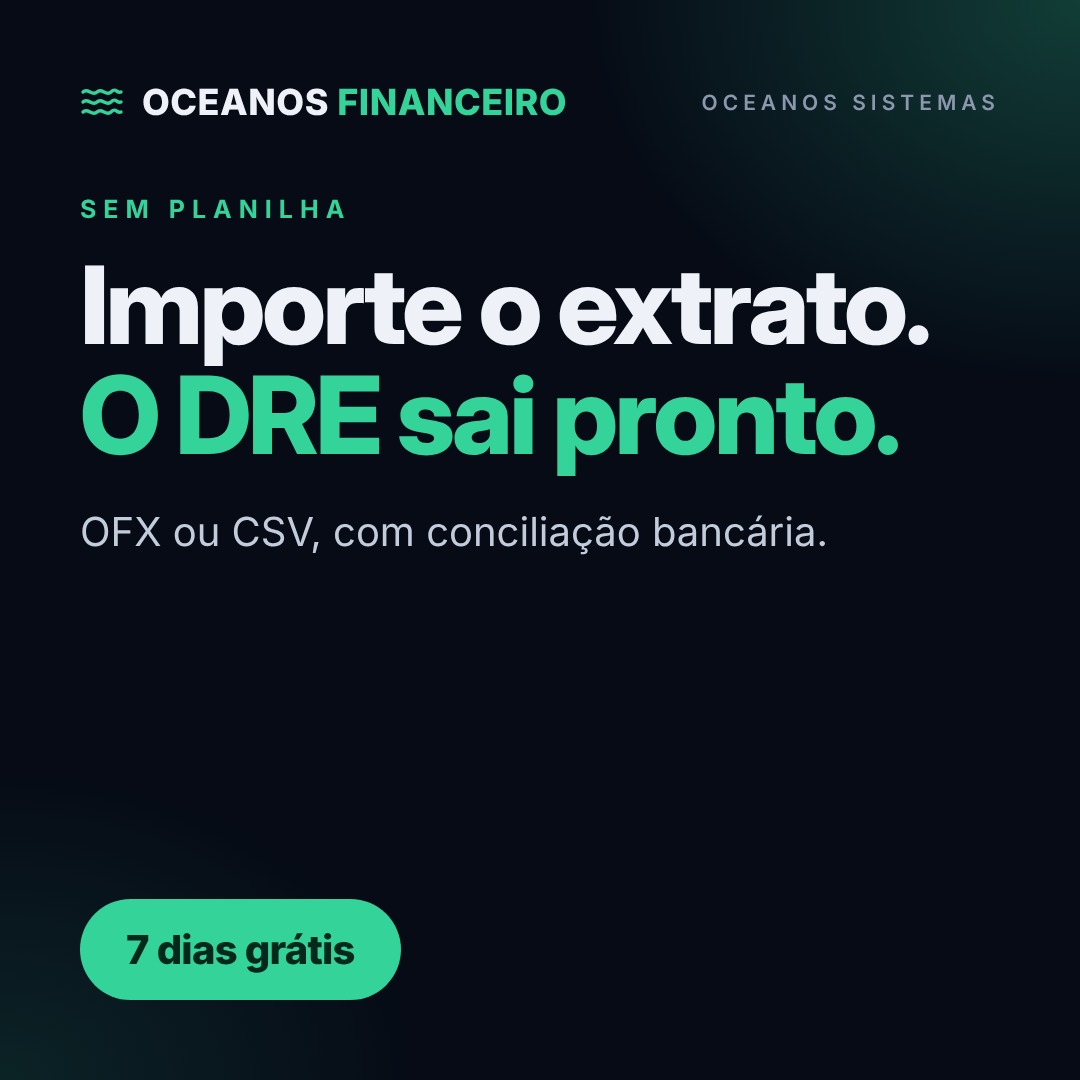 OCEANOS FINANCEIRO
OCEANOS SISTEMAS
SEM PLANILHA
Importe o extrato.
O DRE sai pronto.
OFX ou CSV, com conciliação bancária.
7 dias grátis